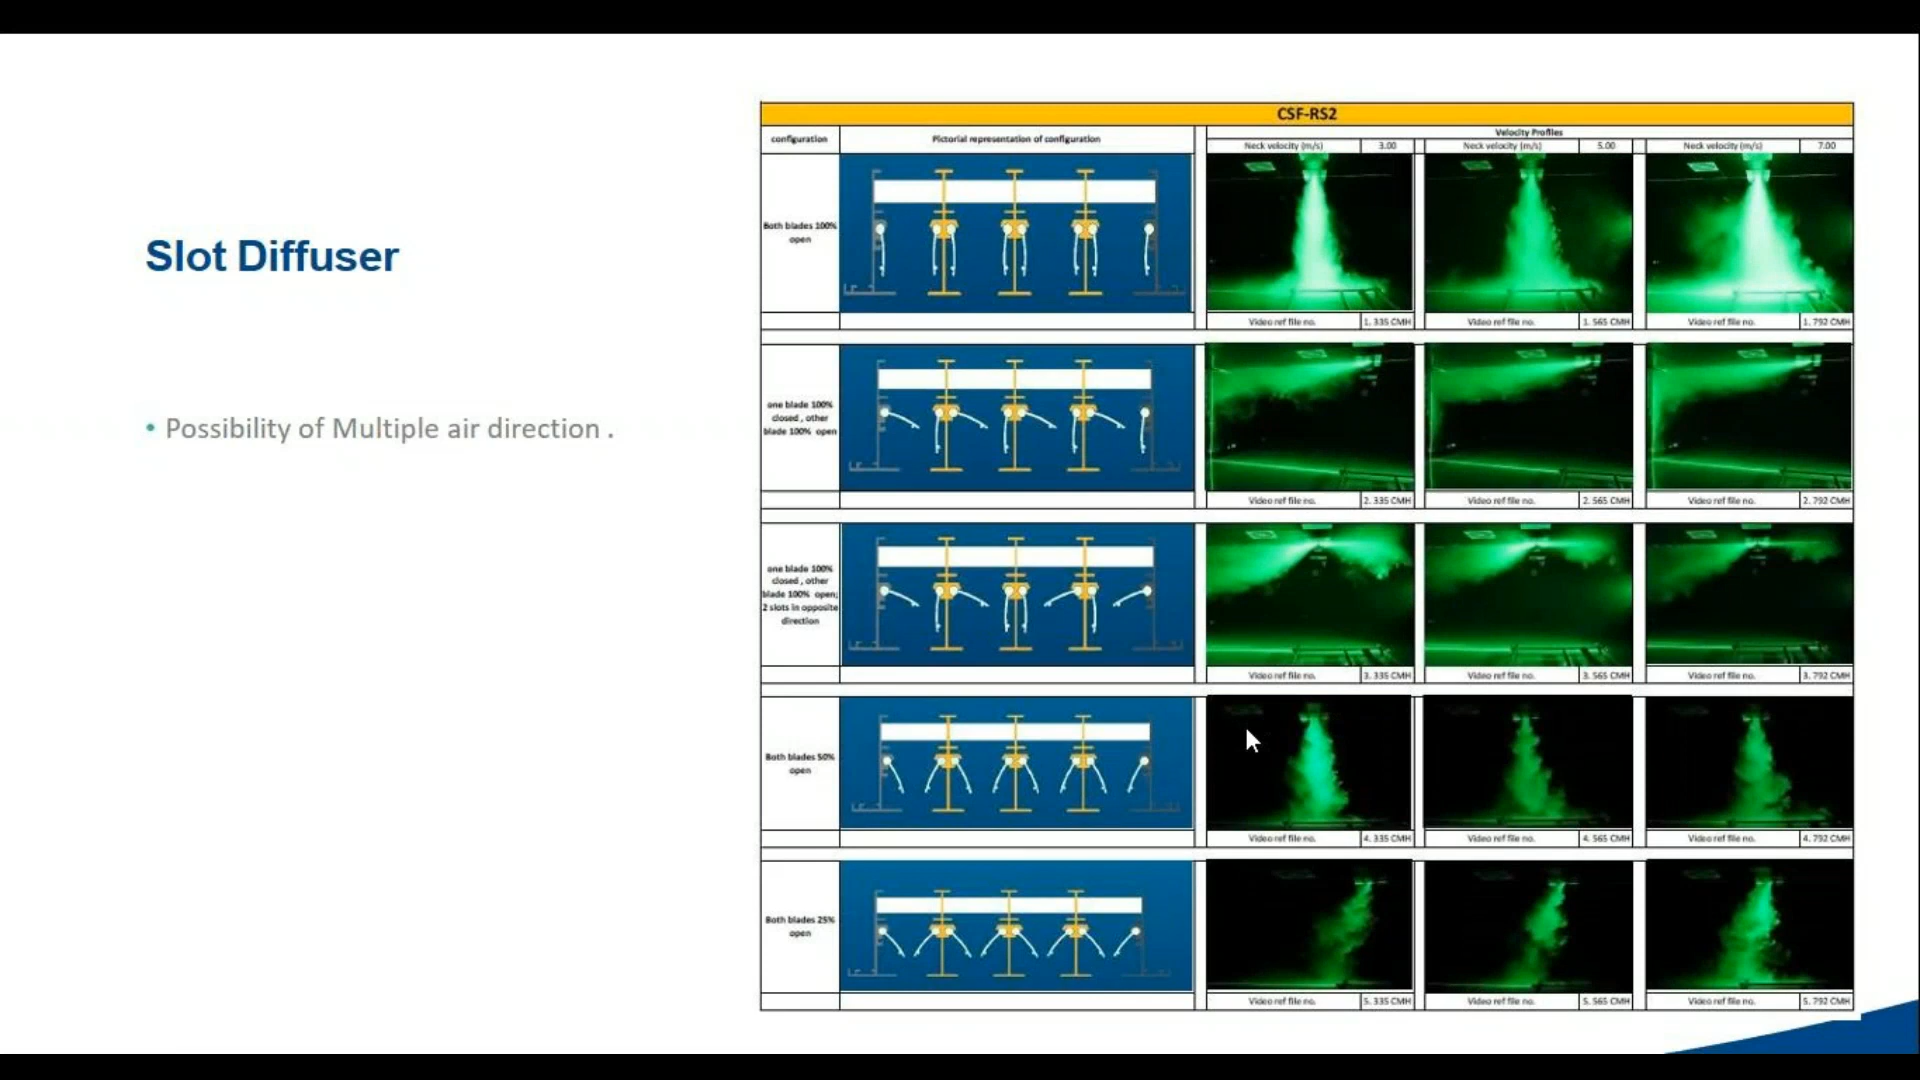 Slot Diffuser
• Possibility of Multiple air direction .
CSF-RS2
configuration
Pictorial representation of configuration
Velocity Profiles
Neck velocity (m/s) 3.00
Neck velocity (m/s) 5.00
Neck velocity (m/s) 7.00
Both blades 100%
open
Video ref file no. 1. 335 CMH
Video ref file no. 1. 565 CMH
Video ref file no. 1. 792 CMH
one blade 100%
closed , other
blade 100% open
Video ref file no. 2. 335 CMH
Video ref file no. 2. 565 CMH
Video ref file no. 2. 792 CMH
one blade 100%
closed , other
blade 100% open;
2 slots in opposite
direction
Video ref file no. 3. 335 CMH
Video ref file no. 3. 565 CMH
Video ref file no. 3. 792 CMH
Both blades 50%
open
Video ref file no. 4. 335 CMH
Video ref file no. 4. 565 CMH
Video ref file no. 4. 792 CMH
Both blades 25%
open
Video ref file no. 5. 335 CMH
Video ref file no. 5. 565 CMH
Video ref file no. 5. 792 CMH